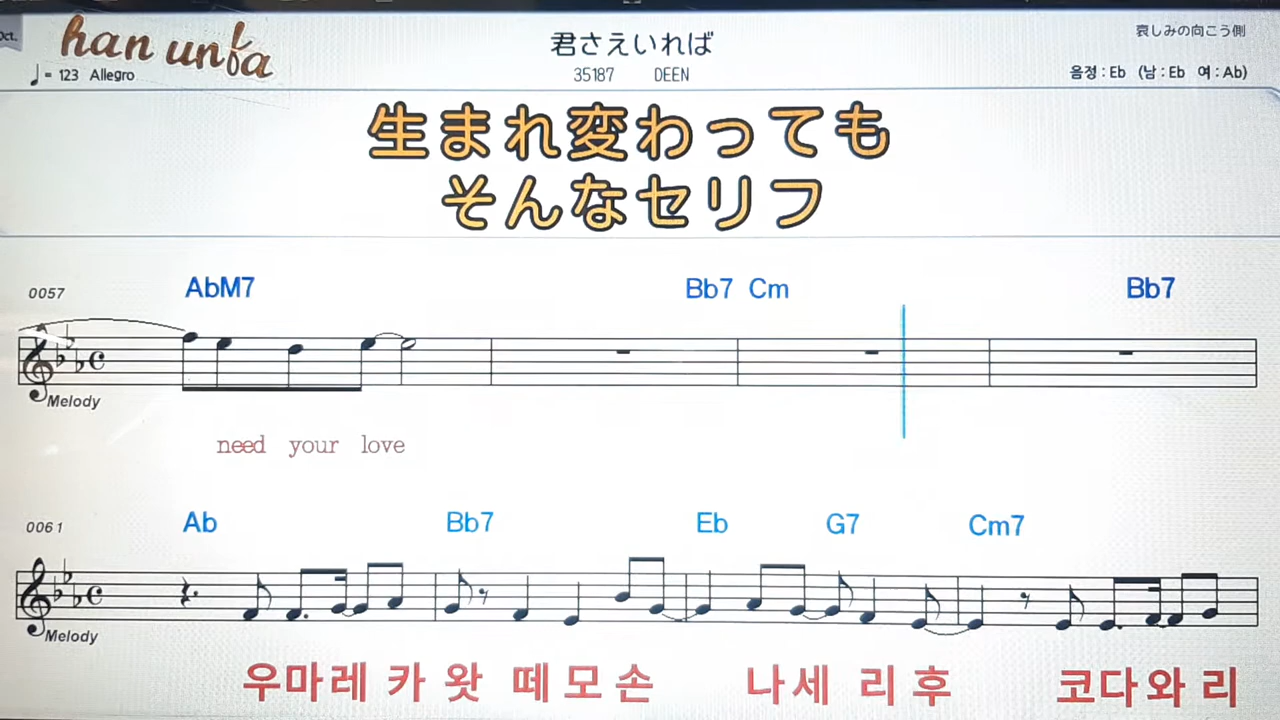 Oct.
han unfa
君さえいれば
哀しみの向こう側
♩= 123 Allegro
35187 DEEN
음정 : Eb (남 : Eb 여 : Ab)
生まれ変わっても
そんなセリフ
0057
AbM7 Bb7 Cm Bb7
Melody
need your love
0061
Ab Bb7 Eb G7 Cm7
Melody
우마레 카 왓 떼 모 손 나 세 리 후 코다와 리